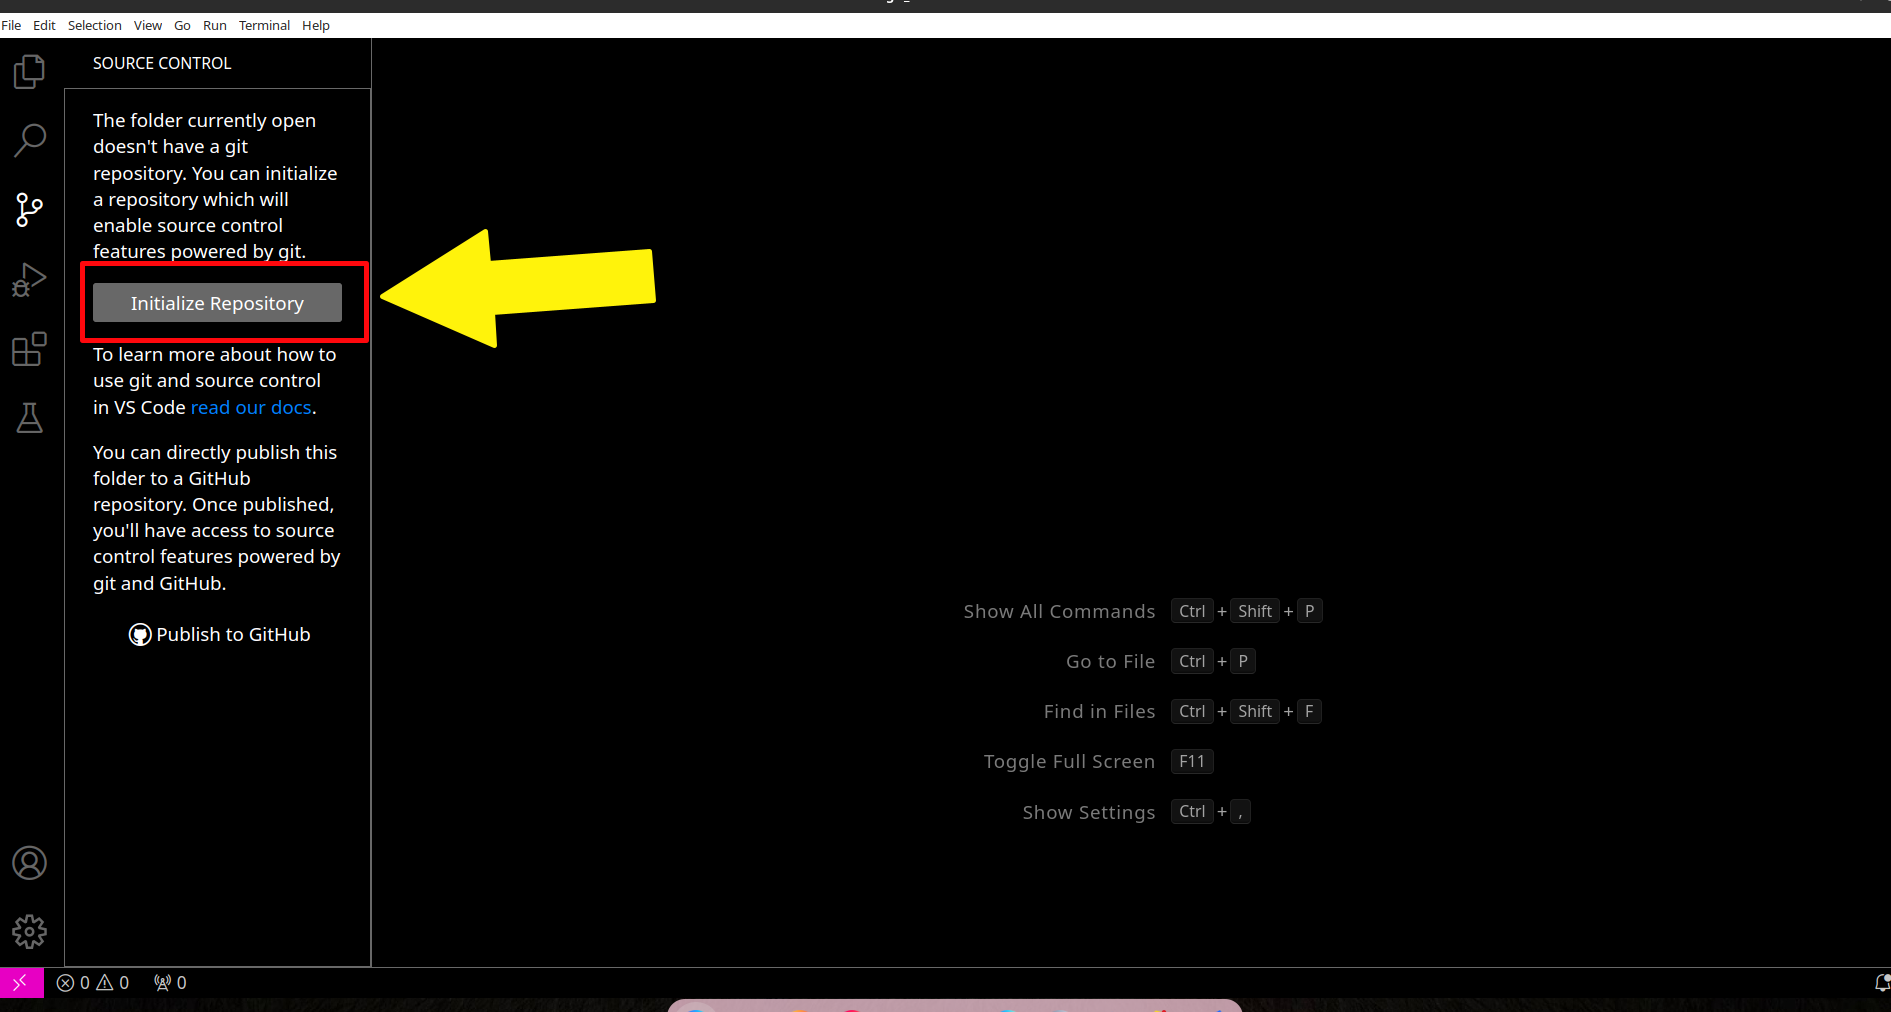 File Edit Selection View Go Run Terminal Help
SOURCE CONTROL
The folder currently open
doesn't have a git
repository. You can initialize
a repository which will
enable source control
features powered by git.
Initialize Repository
To learn more about how to
use git and source control
in VS Code read our docs.
You can directly publish this
folder to a GitHub
repository. Once published,
you'll have access to source
control features powered by
git and GitHub.
Publish to GitHub
Show All Commands Ctrl + Shift + P
Go to File Ctrl + P
Find in Files Ctrl + Shift + F
Toggle Full Screen F11
Show Settings Ctrl + ,
0 0 0